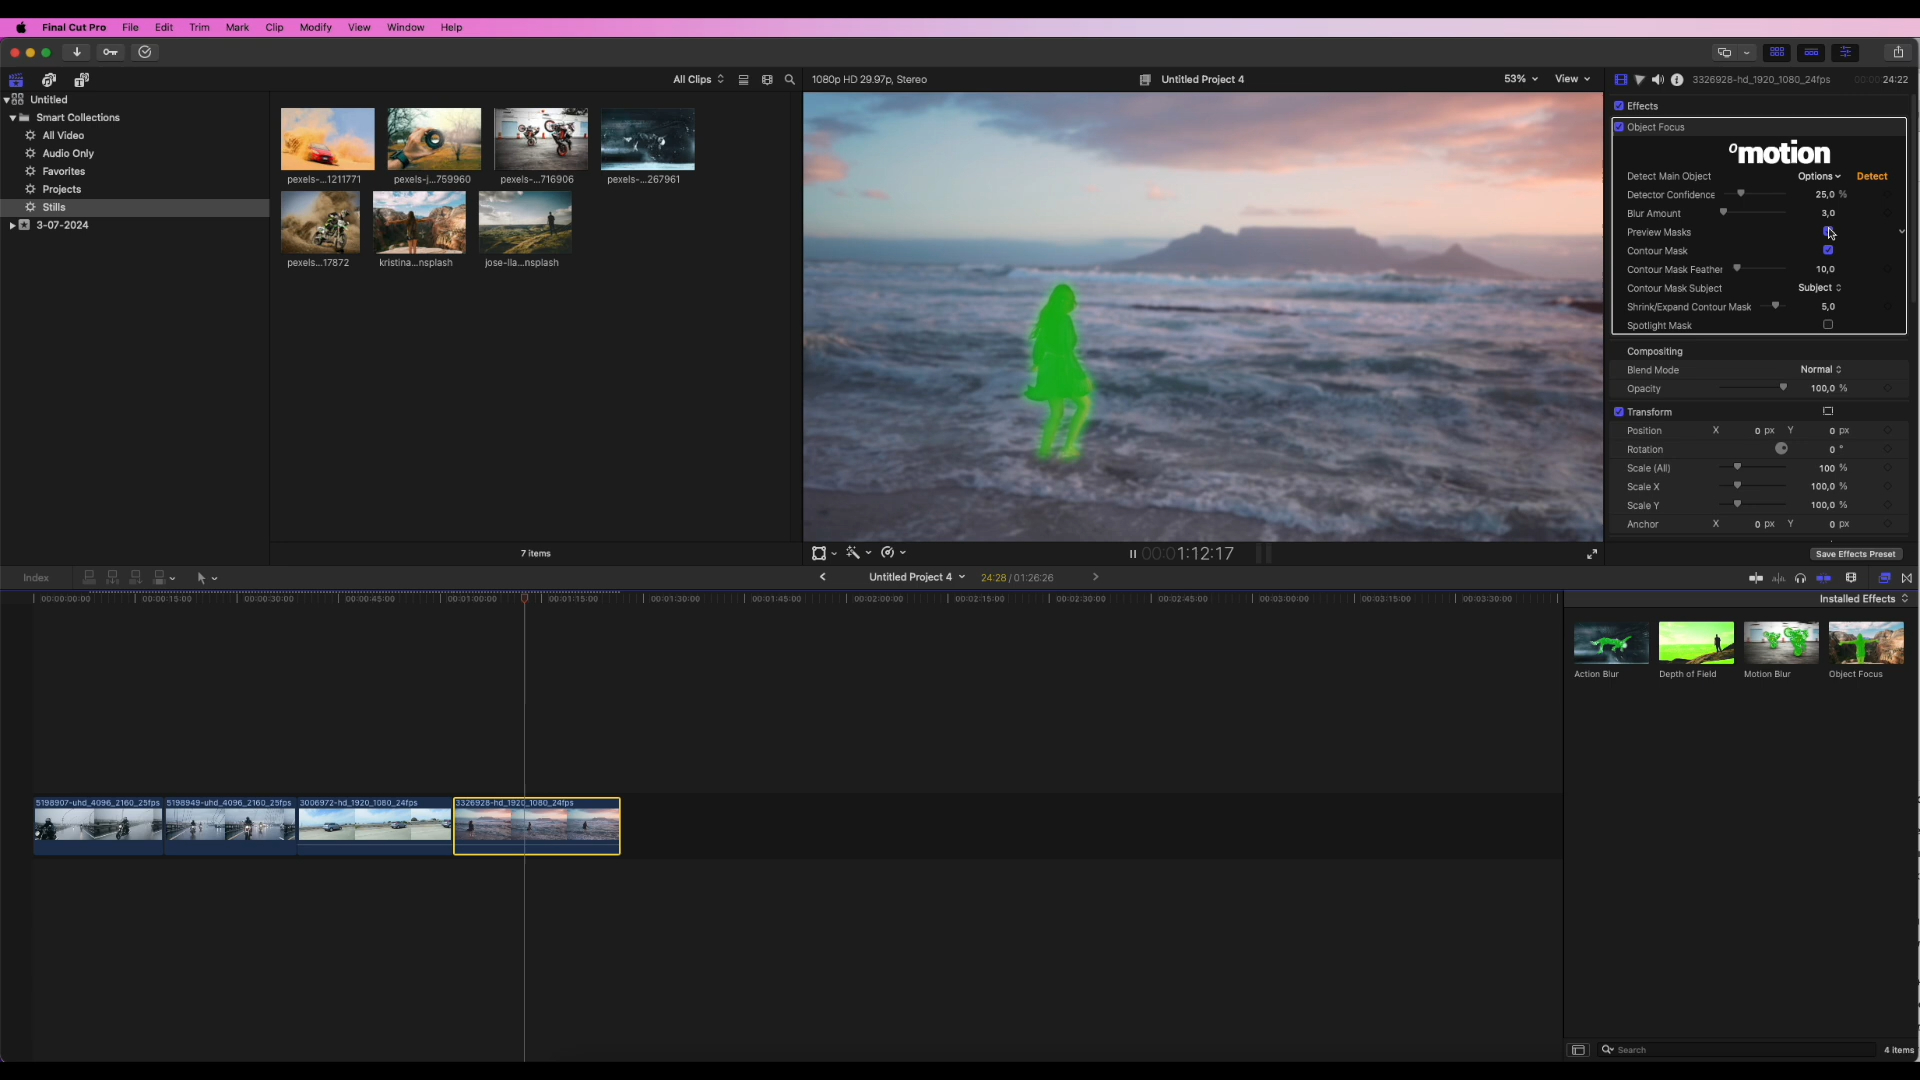 Final Cut Pro File Edit Trim Mark Clip Modify View Window Help
All Clips
1080p HD 29.97p, Stereo
Untitled Project 4
53% View
3326928-hd_1920_1080_24fps 00:00:24:22
Untitled
Smart Collections
All Video
Audio Only
Favorites
Projects
Stills
3-07-2024
pexels-...1211771
pexels-j...759960
pexels-...716906
pexels-...267961
pexels...17872
kristina...nsplash
jose-lla...nsplash
7 items
Effects
Object Focus
°motion
Detect Main Object Options Detect
Detector Confidence 25,0 %
Blur Amount 3,0
Preview Masks
Contour Mask
Contour Mask Feather 10,0
Contour Mask Subject Subject
Shrink/Expand Contour Mask 5,0
Spotlight Mask
Compositing
Blend Mode Normal
Opacity 100,0 %
Transform
Position X 0 px Y 0 px
Rotation 0 °
Scale (All) 100 %
Scale X 100,0 %
Scale Y 100,0 %
Anchor X 0 px Y 0 px
00:00:1:12:17
Save Effects Preset
Index
Untitled Project 4 24:28 / 01:26:26
00:00:00:00 00:00:15:00 00:00:30:00 00:00:45:00 00:01:00:00 00:01:15:00 00:01:30:00 00:01:45:00 00:02:00:00 00:02:15:00 00:02:30:00 00:02:45:00 00:03:00:00 00:03:15:00 00:03:30:00
Installed Effects
Action Blur
Depth of Field
Motion Blur
Object Focus
5198907-uhd_4096_2160_25fps
5198949-uhd_4096_2160_25fps
3006972-hd_1920_1080_24fps
3326928-hd_1920_1080_24fps
Search
4 items